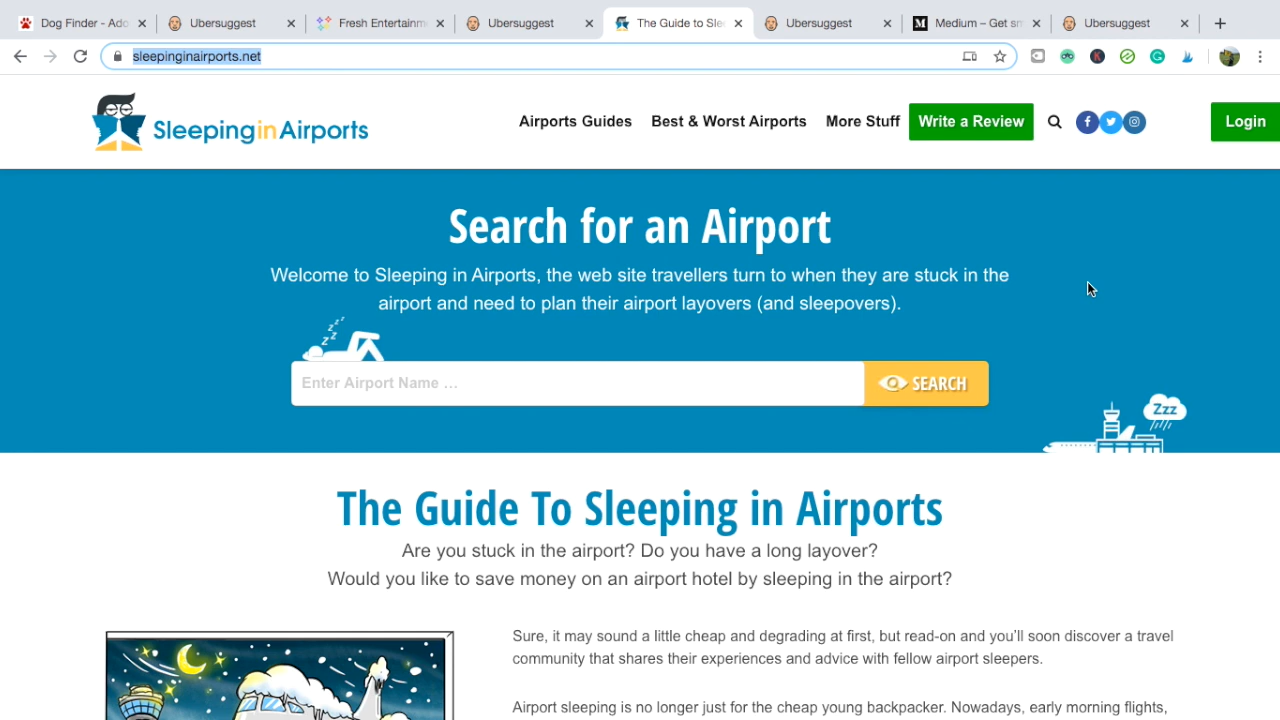 Dog Finder - Ado
Ubersuggest
Fresh Entertainm
Ubersuggest
The Guide to Slee
Ubersuggest
Medium – Get sm
Ubersuggest
sleepinginairports.net
SleepinginAirports
Airports Guides
Best & Worst Airports
More Stuff
Write a Review
Login
Search for an Airport
Welcome to Sleeping in Airports, the web site travellers turn to when they are stuck in the
airport and need to plan their airport layovers (and sleepovers).
zzz
zz
Enter Airport Name ...
SEARCH
Zzz
The Guide To Sleeping in Airports
Are you stuck in the airport? Do you have a long layover?
Would you like to save money on an airport hotel by sleeping in the airport?
Sure, it may sound a little cheap and degrading at first, but read-on and you'll soon discover a travel
community that shares their experiences and advice with fellow airport sleepers.
Airport sleeping is no longer just for the cheap young backpacker. Nowadays, early morning flights,